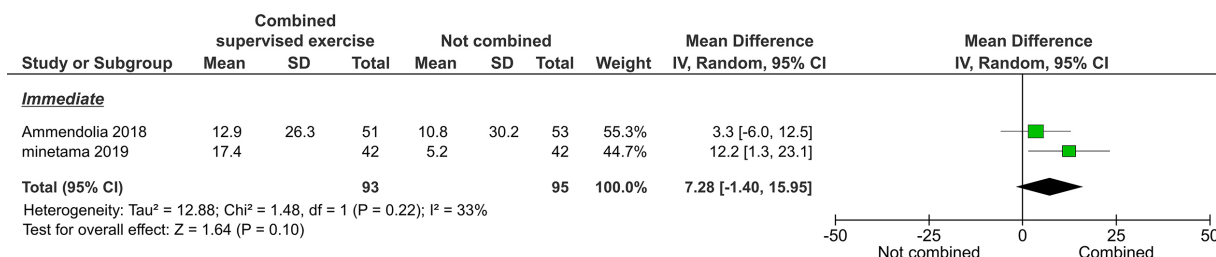 Combined
supervised exercise Not combined Mean Difference Mean Difference
Study or Subgroup Mean SD Total Mean SD Total Weight IV, Random, 95% CI IV, Random, 95% CI
Immediate
Ammendolia 2018 12.9 26.3 51 10.8 30.2 53 55.3% 3.3 [-6.0, 12.5]
minetama 2019 17.4 42 5.2 42 44.7% 12.2 [1.3, 23.1]
Total (95% CI) 93 95 100.0% 7.28 [-1.40, 15.95]
Heterogeneity: Tau² = 12.88; Chi² = 1.48, df = 1 (P = 0.22); I² = 33%
Test for overall effect: Z = 1.64 (P = 0.10)
-50 -25 0 25 50
Not combined Combined